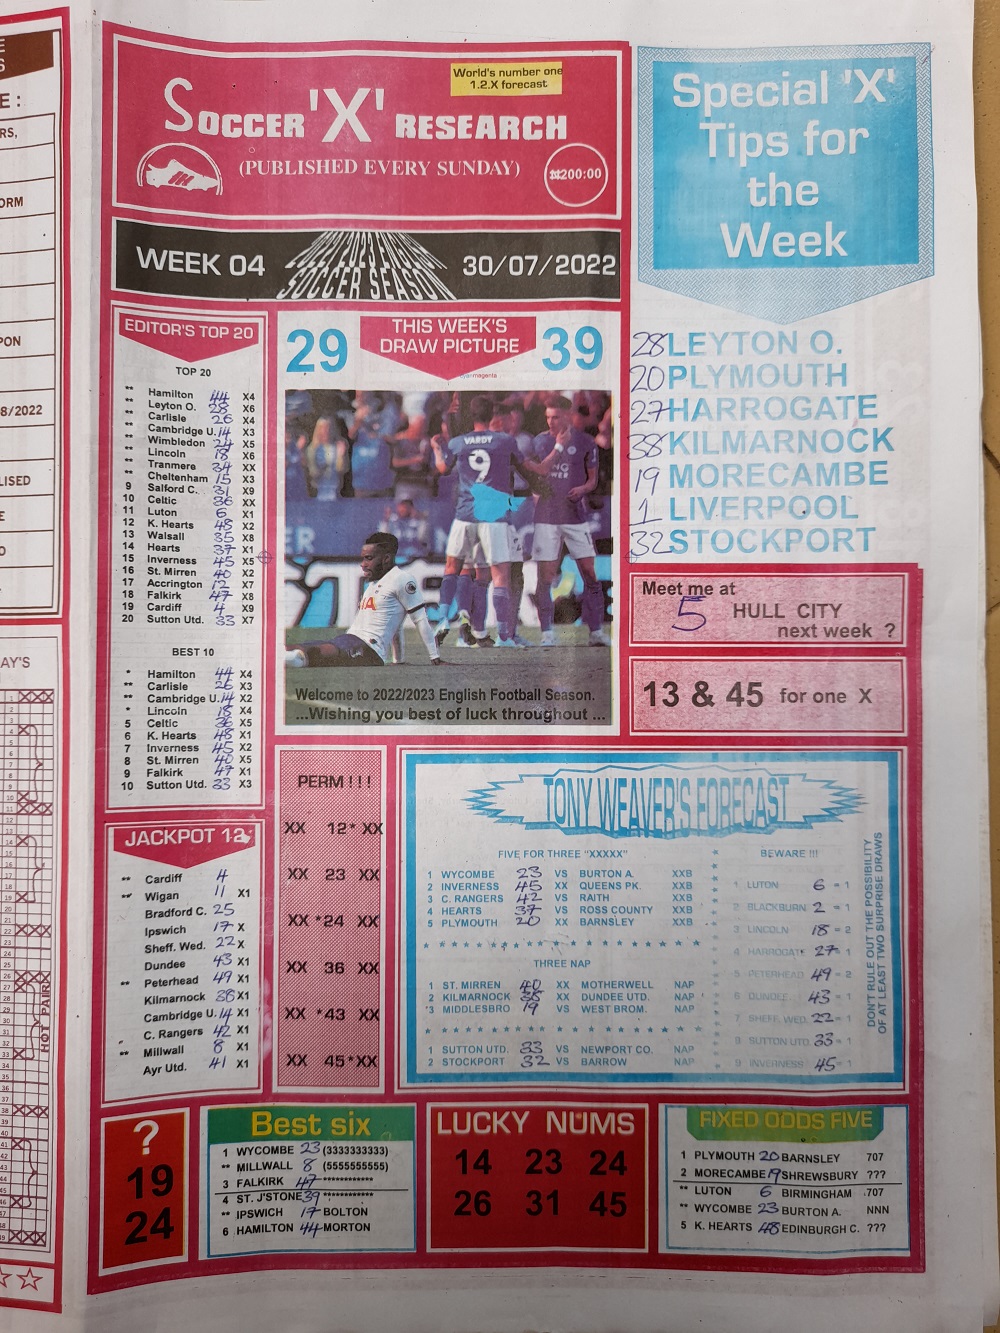 World's number one
1.2.X forecast
SOCCER 'X' RESEARCH
(PUBLISHED EVERY SUNDAY)
₦200:00
WEEK 04
2022/2023 ENGLISH
SOCCER SEASON
30/07/2022
Special 'X'
Tips for
the
Week
28 LEYTON O.
20 PLYMOUTH
27 HARROGATE
38 KILMARNOCK
19 MORECAMBE
1 LIVERPOOL
32 STOCKPORT
Meet me at
5 HULL CITY
next week ?
13 & 45 for one X
EDITOR'S TOP 20
TOP 20
** Hamilton 44 X4
** Leyton O. 28 X6
** Carlisle 26 X4
** Cambridge U. 14 X3
** Wimbledon 24 X5
** Lincoln 18 X6
** Tranmere 34 XX
Cheltenham 15 X3
9 Salford C. 31 X9
10 Celtic 36 XX
11 Luton 6 X1
12 K. Hearts 48 X2
13 Walsall 35 X8
14 Hearts 37 X1
15 Inverness 45 X5
16 St. Mirren 40 X2
17 Accrington 12 X7
18 Falkirk 47 X8
19 Cardiff 4 X9
20 Sutton Utd. 33 X7
BEST 10
* Hamilton 44 X4
** Carlisle 26 X3
** Cambridge U. 14 X2
* Lincoln 18 X4
5 Celtic 36 X5
6 K. Hearts 48 X1
7 Inverness 45 X2
8 St. Mirren 40 X5
9 Falkirk 47 X1
10 Sutton Utd. 33 X3
29
THIS WEEK'S
DRAW PICTURE
39
VARDY
9
Welcome to 2022/2023 English Football Season.
...Wishing you best of luck throughout ...
JACKPOT 12
** Cardiff 4
** Wigan 11 X1
Bradford C. 25
Ipswich 17 X
Sheff. Wed. 22 X
Dundee 43 X1
** Peterhead 49 X1
Kilmarnock 38 X1
Cambridge U. 14 X1
C. Rangers 42 X1
** Millwall 8 X1
Ayr Utd. 41 X1
PERM ! ! !
XX 12* XX
XX 23 XX
XX *24 XX
XX 36 XX
XX *43 XX
XX 45* XX
TONY WEAVER'S FORECAST
FIVE FOR THREE "XXXXX"
1 WYCOMBE 23 VS BURTON A. XXB
2 INVERNESS 45 XX QUEENS PK. XXB
3 C. RANGERS 42 VS RAITH XXB
4 HEARTS 37 VS ROSS COUNTY XXB
5 PLYMOUTH 20 XX BARNSLEY XXB
THREE NAP
1 ST. MIRREN 40 XX MOTHERWELL NAP
2 KILMARNOCK 38 XX DUNDEE UTD. NAP
*3 MIDDLESBRO 19 VS WEST BROM. NAP
1 SUTTON UTD 33 VS NEWPORT CO. NAP
2 STOCKPORT 32 VS BARROW NAP
BEWARE !!!
1 LUTON 6 = 1
2 BLACKBURN 2 = 1
3 LINCOLN 18 = 2
4 HARROGATE 27 = 1
5 PETERHEAD 49 = 2
6 DUNDEE 43 = 1
7 SHEFF. WED. 22 = 1
8 SUTTON UTD. 33 = 1
9 INVERNESS 45 = 1
DON'T RULE OUT THE POSSIBILITY
OF AT LEAST TWO SURPRISE DRAWS
?
19
24
Best six
1 WYCOMBE 23 (3333333333)
** MILLWALL 8 (5555555555)
3 FALKIRK 47 ************
4 ST. J'STONE 39 ************
** IPSWICH 17 BOLTON
6 HAMILTON 44 MORTON
LUCKY NUMS
14 23 24
26 31 45
FIXED ODDS FIVE
1 PLYMOUTH 20 BARNSLEY 707
2 MORECAMBE 19 SHREWSBURY ???
** LUTON 6 BIRMINGHAM 707
** WYCOMBE 23 BURTON A. NNN
5 K. HEARTS 48 EDINBURGH C. ???
HOT PAIRS